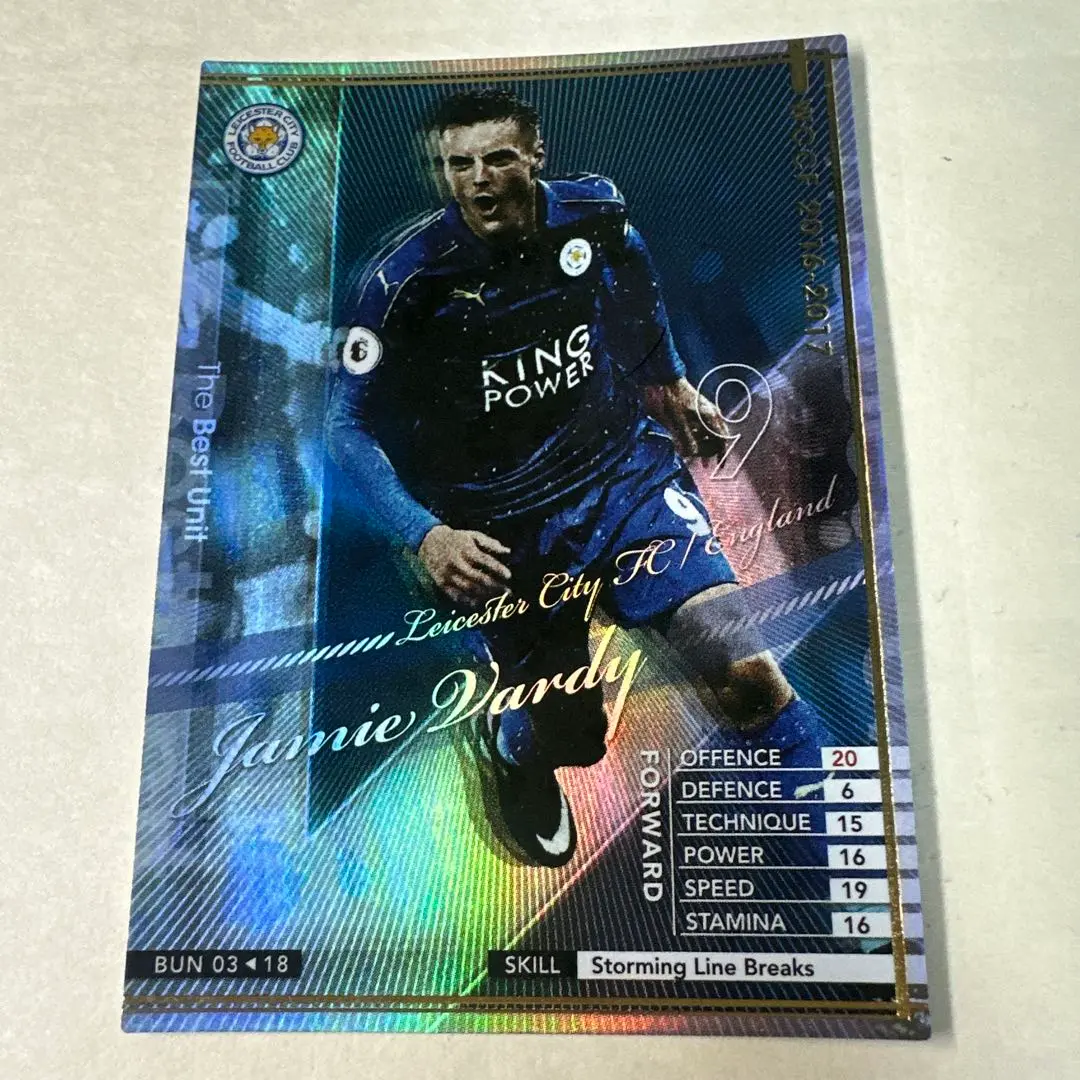 LEICESTER CITY
FOOTBALL CLUB
WCCF 2016-2017
6
KING
POWER
The Best Unit
9
9
Leicester City FC / England
Jamie Vardy
FORWARD
OFFENCE 20
DEFENCE 6
TECHNIQUE 15
POWER 16
SPEED 19
STAMINA 16
BUN 03◄18
SKILL Storming Line Breaks